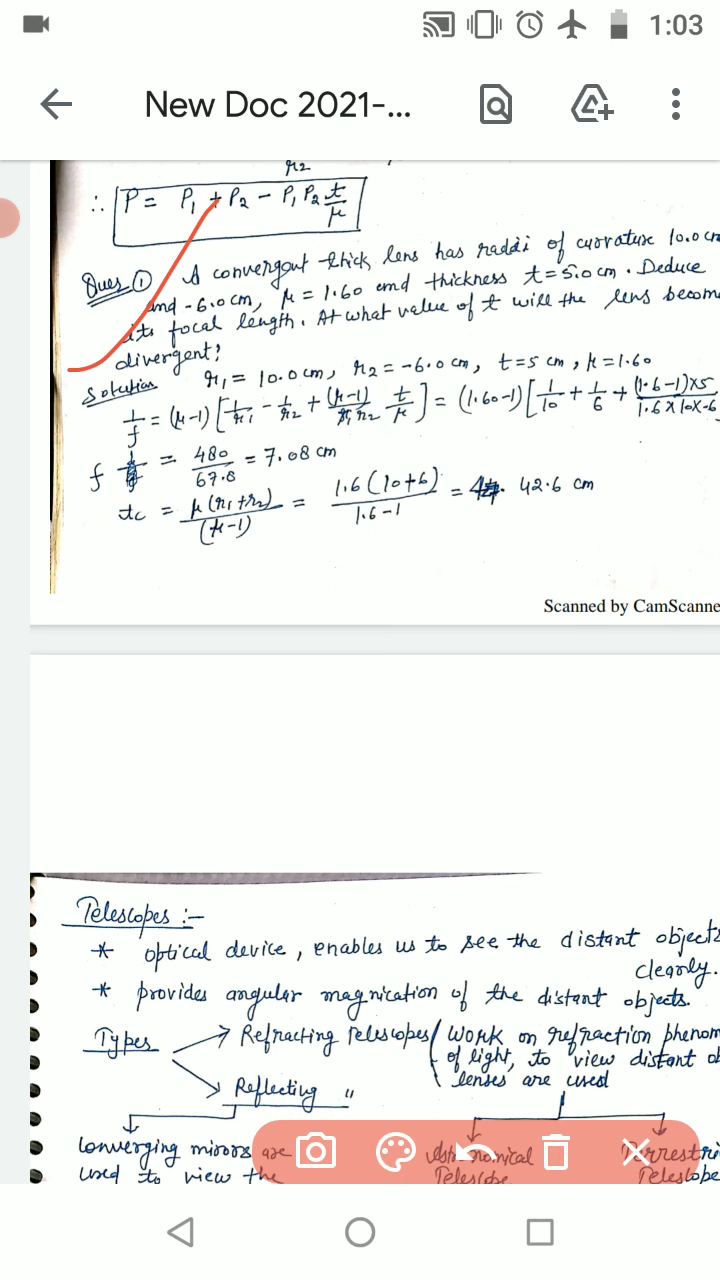 1:03
New Doc 2021-...
r2
∴ P = P1 + P2 - P1 P2 t/μ
Ques ① A convergent thick lens has raddi of curvature 10.0 cm
and -6.0 cm, μ = 1.60 and thickness t = 5.0 cm. Deduce
its focal length. At what value of t will the lens become
divergent?
Solution r1 = 10.0 cm, r2 = -6.0 cm, t = 5 cm, μ = 1.60
1/f = (μ-1) [1/r1 - 1/r2 + (μ-1)/r1r2 t/μ] = (1.60-1) [1/10 + 1/6 + (1.6-1)×5/1.6×10×-6
f = 480/67.8 = 7.08 cm
tc = μ(r1+r2)/(μ-1) = 1.6(10+6)/1.6-1 = 42.6 cm
Scanned by CamScanne
Telescopes :-
* optical device, enables us to see the distant objects
clearly.
* provides angular magnication of the distant objects.
Types → Refracting Telescopes ( Work on refraction phenom
of light, to view distant ob
lenses are used
→ Reflecting "
Converging mirrors are Astronomical Terrestri
used to view the Telescope Telescope